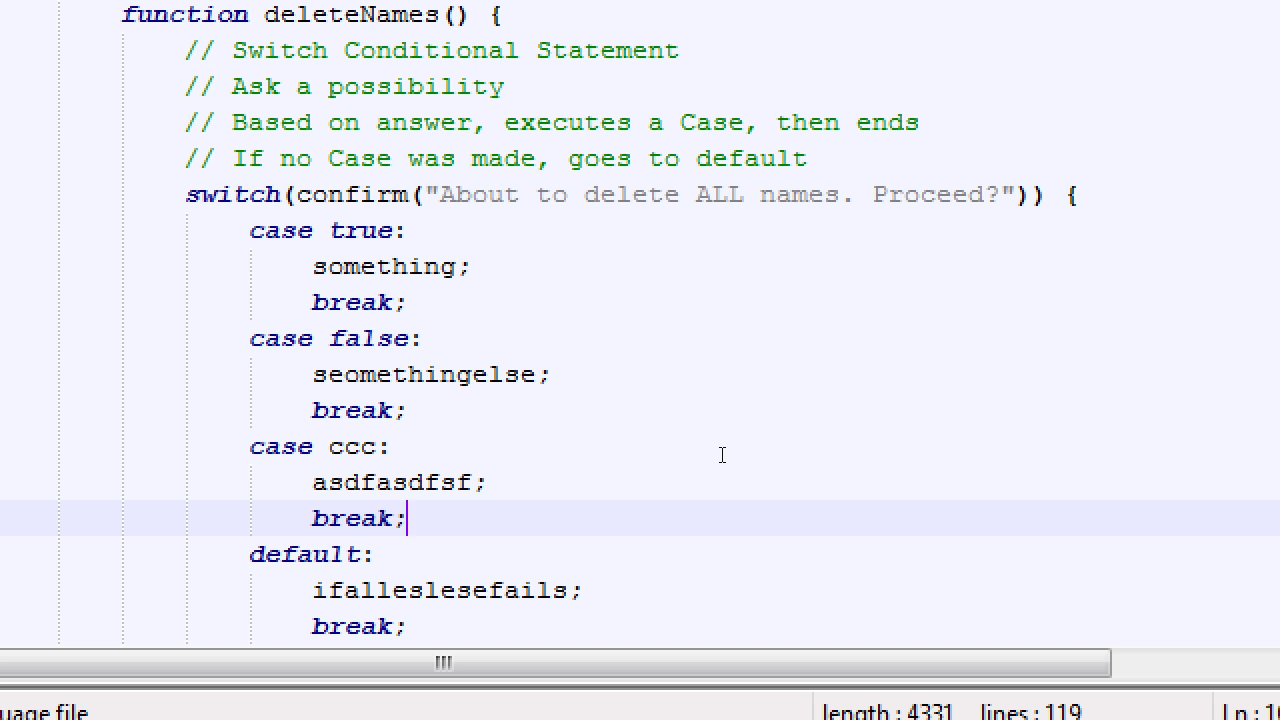 function deleteNames() {
// Switch Conditional Statement
// Ask a possibility
// Based on answer, executes a Case, then ends
// If no Case was made, goes to default
switch(confirm("About to delete ALL names. Proceed?")) {
case true:
something;
break;
case false:
seomethingelse;
break;
case ccc:
asdfasdfsf;
break;
default:
ifalleslesefails;
break;
uage file length : 4331 lines : 119